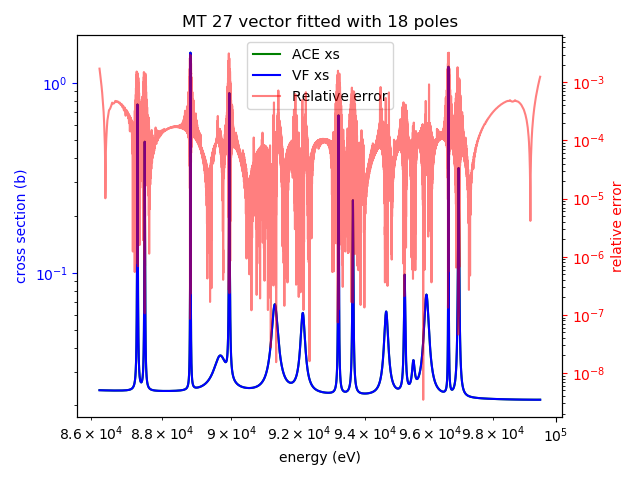 MT 27 vector fitted with 18 poles
ACE xs
VF xs
Relative error
cross section (b)
10⁰
10⁻¹
relative error
10⁻³
10⁻⁴
10⁻⁵
10⁻⁶
10⁻⁷
10⁻⁸
8.6 × 10⁴ 8.8 × 10⁴ 9 × 10⁴ 9.2 × 10⁴ 9.4 × 10⁴ 9.6 × 10⁴ 9.8 × 10⁴ 10⁵
energy (eV)